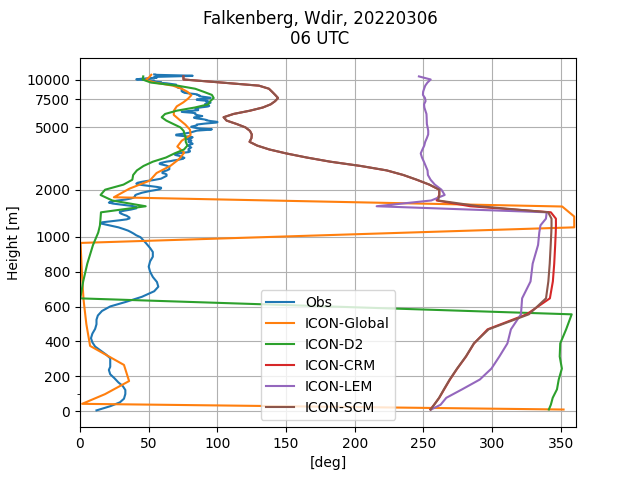 Falkenberg, Wdir, 20220306
06 UTC
Height [m]
10000
7500
5000
2000
1000
800
600
400
200
0
Obs
ICON-Global
ICON-D2
ICON-CRM
ICON-LEM
ICON-SCM
0 50 100 150 200 250 300 350
[deg]